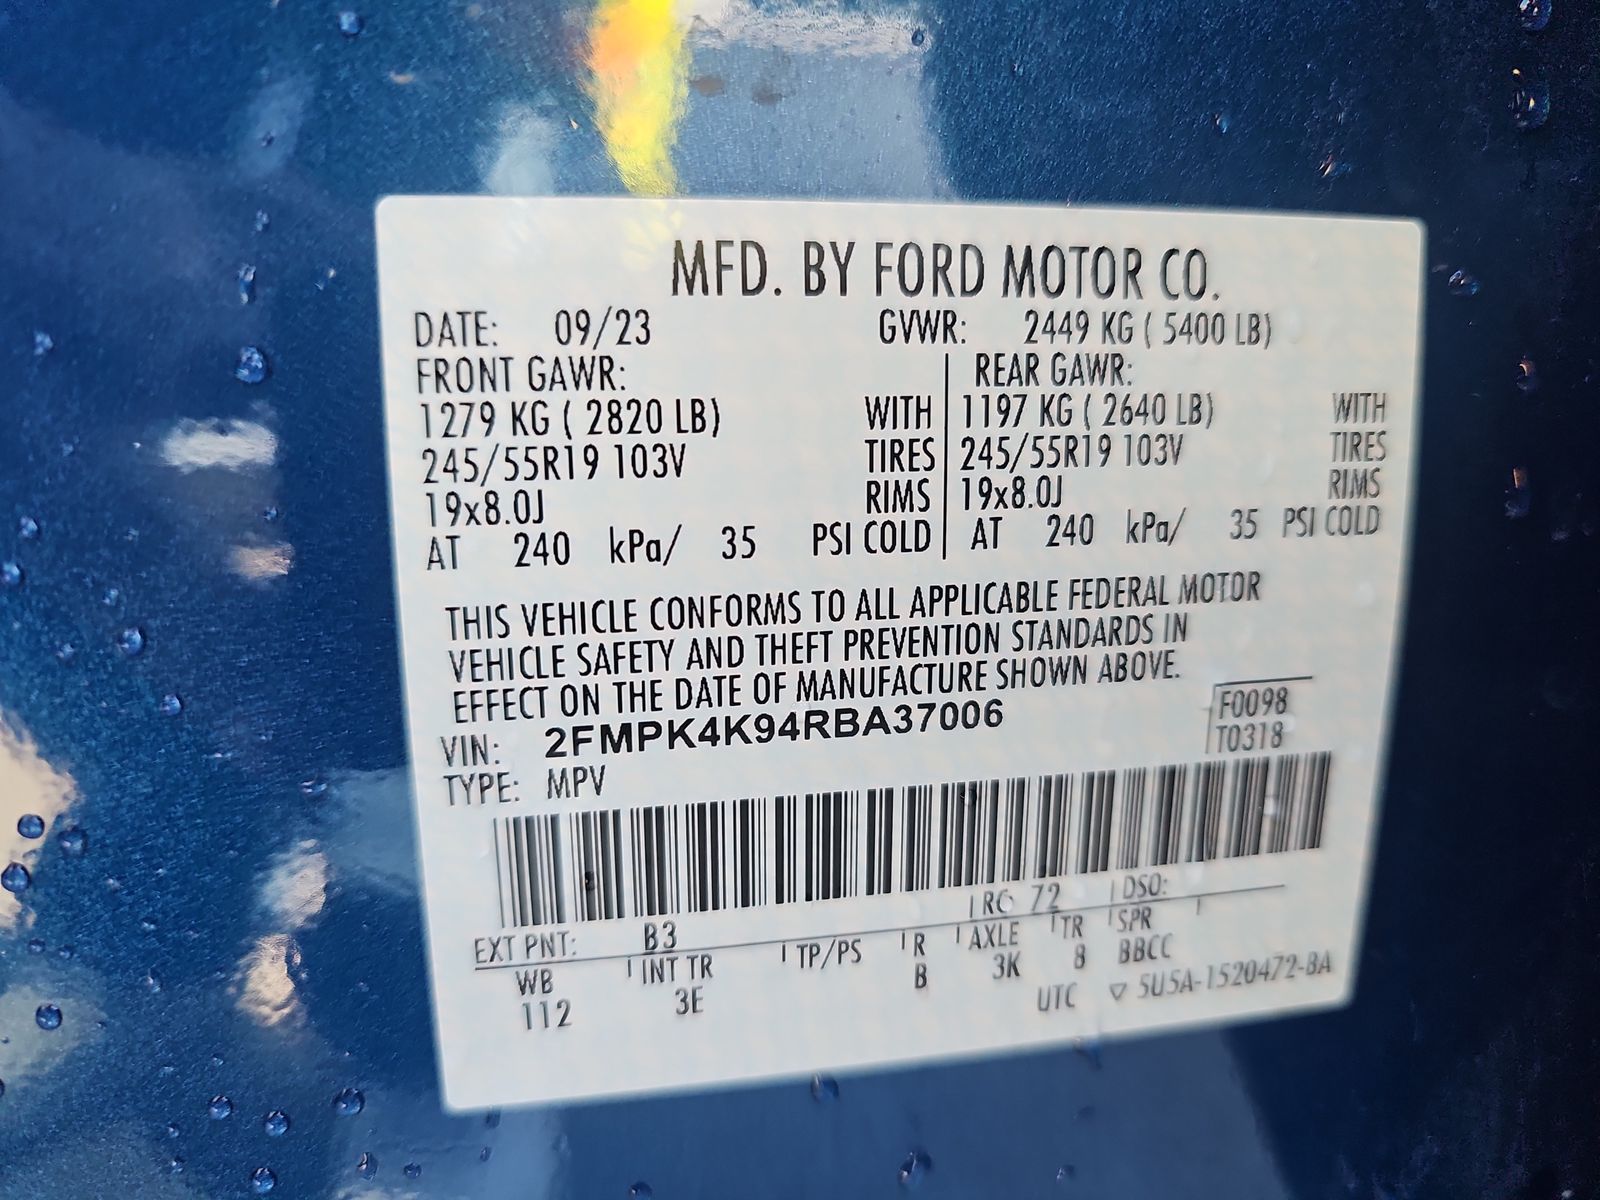 MFD. BY FORD MOTOR CO.
DATE: 09/23 GVWR: 2449 KG ( 5400 LB)
FRONT GAWR: REAR GAWR:
1279 KG ( 2820 LB) WITH 1197 KG ( 2640 LB) WITH
245/55R19 103V TIRES 245/55R19 103V TIRES
19x8.0J RIMS 19x8.0J RIMS
AT 240 kPa/ 35 PSI COLD AT 240 kPa/ 35 PSI COLD
THIS VEHICLE CONFORMS TO ALL APPLICABLE FEDERAL MOTOR
VEHICLE SAFETY AND THEFT PREVENTION STANDARDS IN
EFFECT ON THE DATE OF MANUFACTURE SHOWN ABOVE.
VIN: 2FMPK4K94RBA37006 F0098
TYPE: MPV T0318
EXT PNT: B3 RC 72 DSO:
WB INT TR TP/PS R AXLE TR SPR
112 3E B 3K 8 BBCC
UTC ▽ 5U5A-1520472-BA